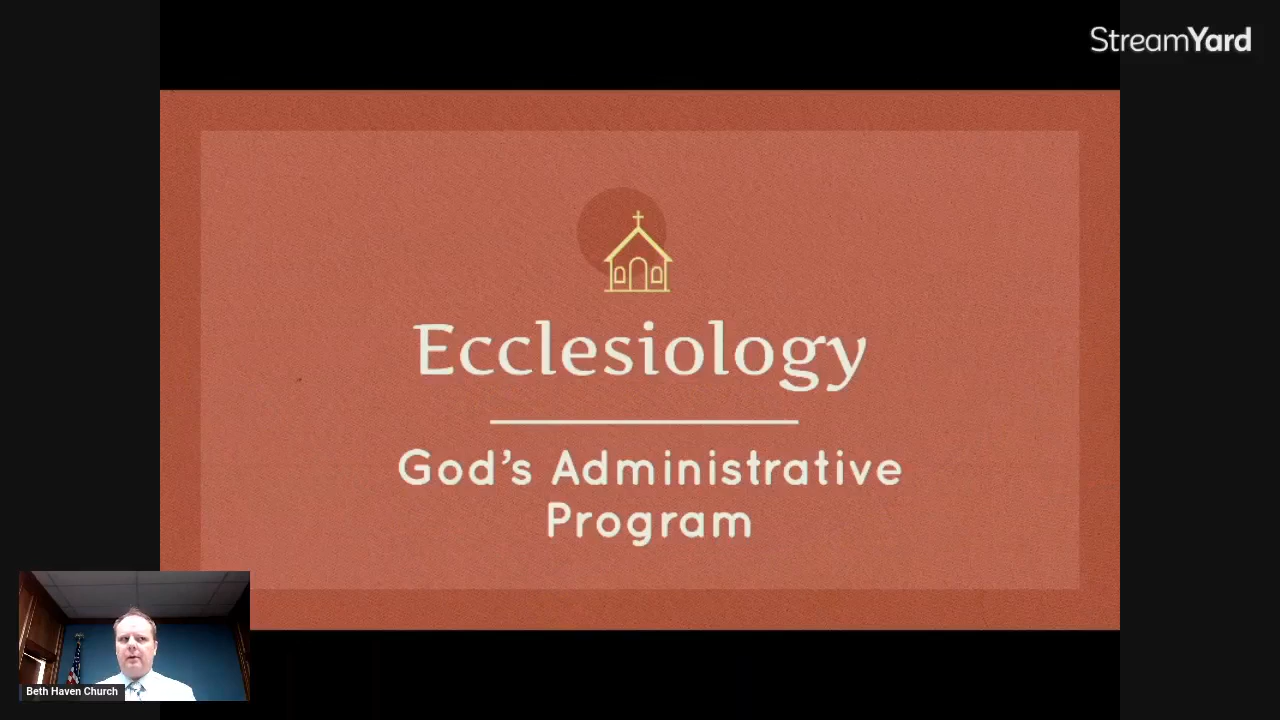 StreamYard
Ecclesiology
God's Administrative
Program
Beth Haven Church